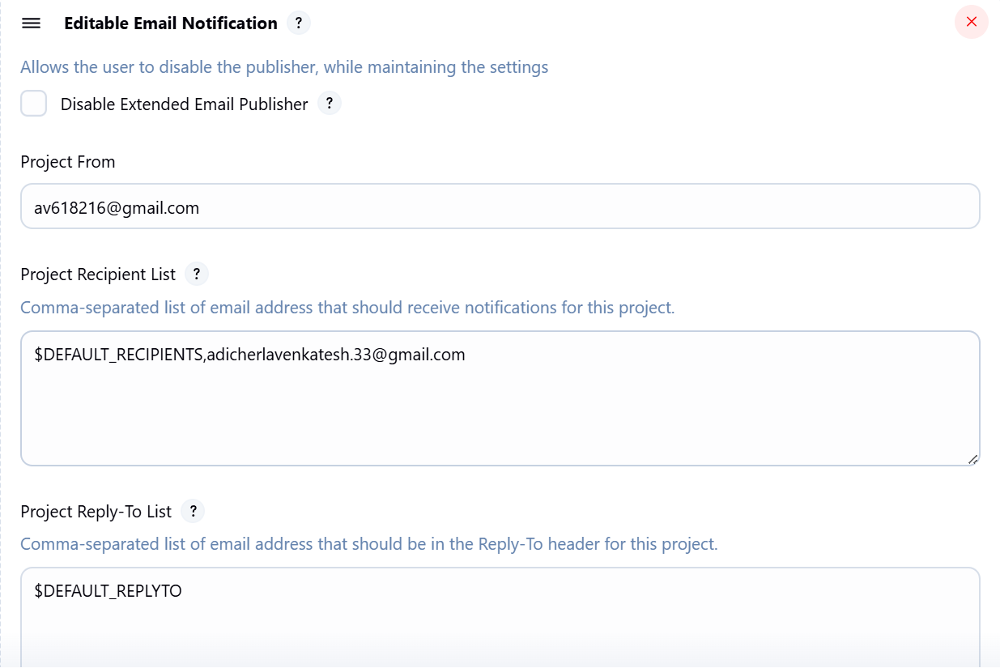 Editable Email Notification ?
Allows the user to disable the publisher, while maintaining the settings
Disable Extended Email Publisher ?
Project From
av618216@gmail.com
Project Recipient List ?
Comma-separated list of email address that should receive notifications for this project.
$DEFAULT_RECIPIENTS,adicherlavenkatesh.33@gmail.com
Project Reply-To List ?
Comma-separated list of email address that should be in the Reply-To header for this project.
$DEFAULT_REPLYTO